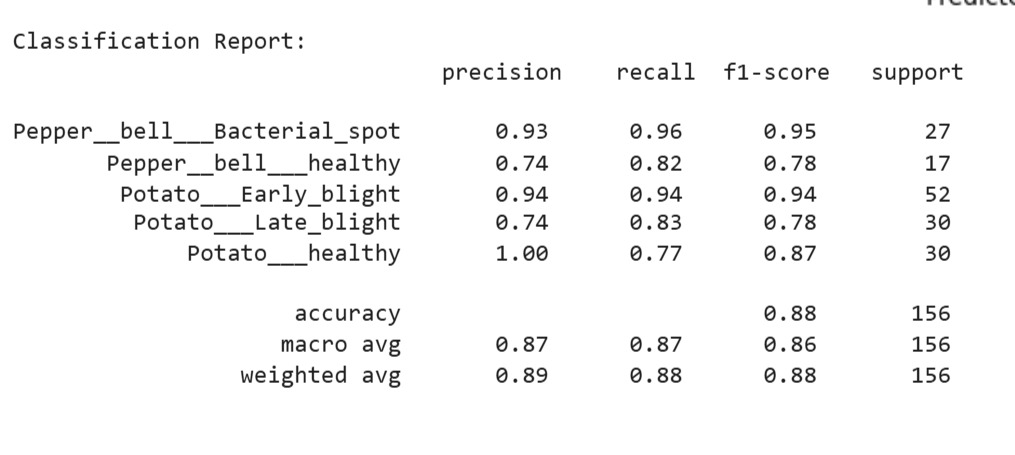 Classification Report:
precision recall f1-score support
Pepper__bell___Bacterial_spot 0.93 0.96 0.95 27
Pepper__bell___healthy 0.74 0.82 0.78 17
Potato___Early_blight 0.94 0.94 0.94 52
Potato___Late_blight 0.74 0.83 0.78 30
Potato___healthy 1.00 0.77 0.87 30
accuracy 0.88 156
macro avg 0.87 0.87 0.86 156
weighted avg 0.89 0.88 0.88 156